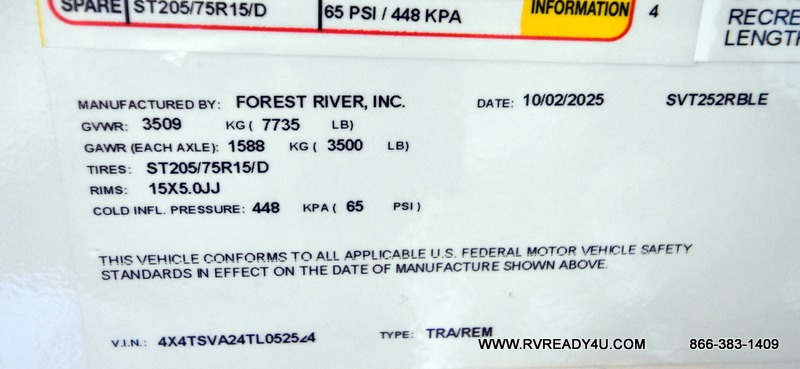 SPARE ST205/75R15/D 65 PSI / 448 KPA INFORMATION 4
LENGTH
MANUFACTURED BY: FOREST RIVER, INC. DATE: 10/02/2025 SVT252RBLE
GVWR: 3509 KG ( 7735 LB)
GAWR (EACH AXLE): 1588 KG ( 3500 LB)
TIRES: ST205/75R15/D
RIMS: 15X5.0JJ
COLD INFL. PRESSURE: 448 KPA ( 65 PSI )
THIS VEHICLE CONFORMS TO ALL APPLICABLE U.S. FEDERAL MOTOR VEHICLE SAFETY
STANDARDS IN EFFECT ON THE DATE OF MANUFACTURE SHOWN ABOVE.
V.I.N.: 4X4TSVA24TL052524 TYPE: TRA/REM
WWW.RVREADY4U.COM 866-383-1409